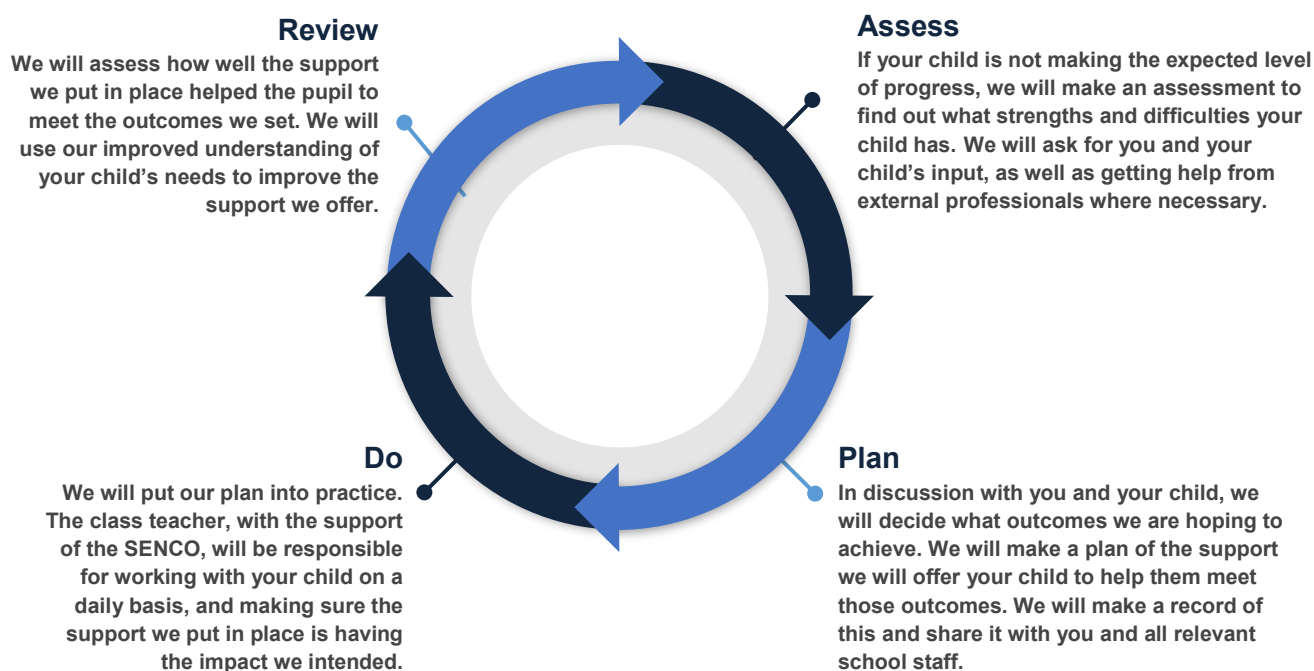 Review
We will assess how well the support
we put in place helped the pupil to
meet the outcomes we set. We will
use our improved understanding of
your child’s needs to improve the
support we offer.
Assess
If your child is not making the expected level
of progress, we will make an assessment to
find out what strengths and difficulties your
child has. We will ask for you and your
child’s input, as well as getting help from
external professionals where necessary.
Do
We will put our plan into practice.
The class teacher, with the support
of the SENCO, will be responsible
for working with your child on a
daily basis, and making sure the
support we put in place is having
the impact we intended.
Plan
In discussion with you and your child, we
will decide what outcomes we are hoping to
achieve. We will make a plan of the support
we will offer your child to help them meet
those outcomes. We will make a record of
this and share it with you and all relevant
school staff.